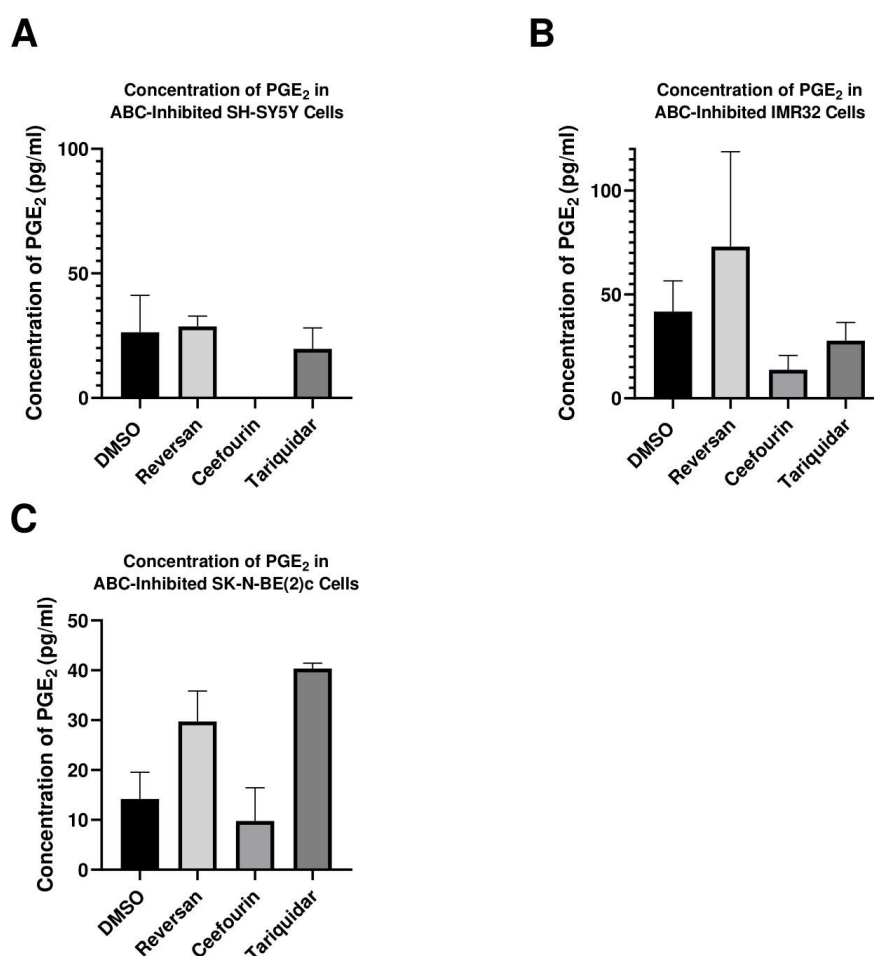 A
Concentration of PGE₂ in
ABC-Inhibited SH-SY5Y Cells
Concentration of PGE₂ (pg/ml)
100
50
0
DMSO
Reversan
Ceefourin
Tariquidar
B
Concentration of PGE₂ in
ABC-Inhibited IMR32 Cells
Concentration of PGE₂ (pg/ml)
100
50
0
DMSO
Reversan
Ceefourin
Tariquidar
C
Concentration of PGE₂ in
ABC-Inhibited SK-N-BE(2)c Cells
Concentration of PGE₂ (pg/ml)
50
40
30
20
10
0
DMSO
Reversan
Ceefourin
Tariquidar